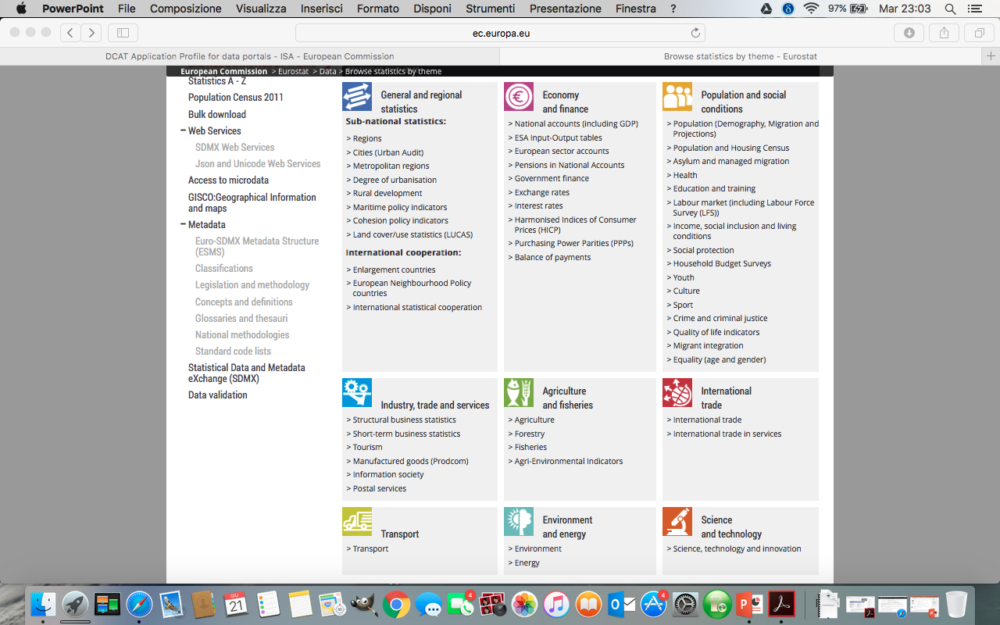 PowerPoint File Composizione Visualizza Inserisci Formato Disponi Strumenti Presentazione Finestra ? 97% Mar 23:03
ec.europa.eu
DCAT Application Profile for data portals - ISA - European Commission
Browse statistics by theme - Eurostat
European Commission > Eurostat > Data > Browse statistics by theme
Statistics A - Z
Population Census 2011
Bulk download
Web Services
SDMX Web Services
Json and Unicode Web Services
Access to microdata
GISCO:Geographical Information
and maps
Metadata
Euro-SDMX Metadata Structure
(ESMS)
Classifications
Legislation and methodology
Concepts and definitions
Glossaries and thesauri
National methodologies
Standard code lists
Statistical Data and Metadata
eXchange (SDMX)
Data validation
General and regional
statistics
Sub-national statistics:
> Regions
> Cities (Urban Audit)
> Metropolitan regions
> Degree of urbanisation
> Rural development
> Maritime policy indicators
> Cohesion policy indicators
> Land cover/use statistics (LUCAS)
International cooperation:
> Enlargement countries
> European Neighbourhood Policy
countries
> International statistical cooperation
Economy
and finance
> National accounts (including GDP)
> ESA Input-Output tables
> European sector accounts
> Pensions in National Accounts
> Government finance
> Exchange rates
> Interest rates
> Harmonised Indices of Consumer
Prices (HICP)
> Purchasing Power Parities (PPPs)
> Balance of payments
Population and social
conditions
> Population (Demography, Migration and
Projections)
> Population and Housing Census
> Asylum and managed migration
> Health
> Education and training
> Labour market (including Labour Force
Survey (LFS))
> Income, social inclusion and living
conditions
> Social protection
> Household Budget Surveys
> Youth
> Culture
> Sport
> Crime and criminal justice
> Quality of life indicators
> Migrant integration
> Equality (age and gender)
Industry, trade and services
> Structural business statistics
> Short-term business statistics
> Tourism
> Manufactured goods (Prodcom)
> Information society
> Postal services
Agriculture
and fisheries
> Agriculture
> Forestry
> Fisheries
> Agri-Environmental Indicators
International
trade
> International trade
> International trade in services
Transport
> Transport
Environment
and energy
> Environment
> Energy
Science
and technology
> Science, technology and innovation
GIU
21
4
4